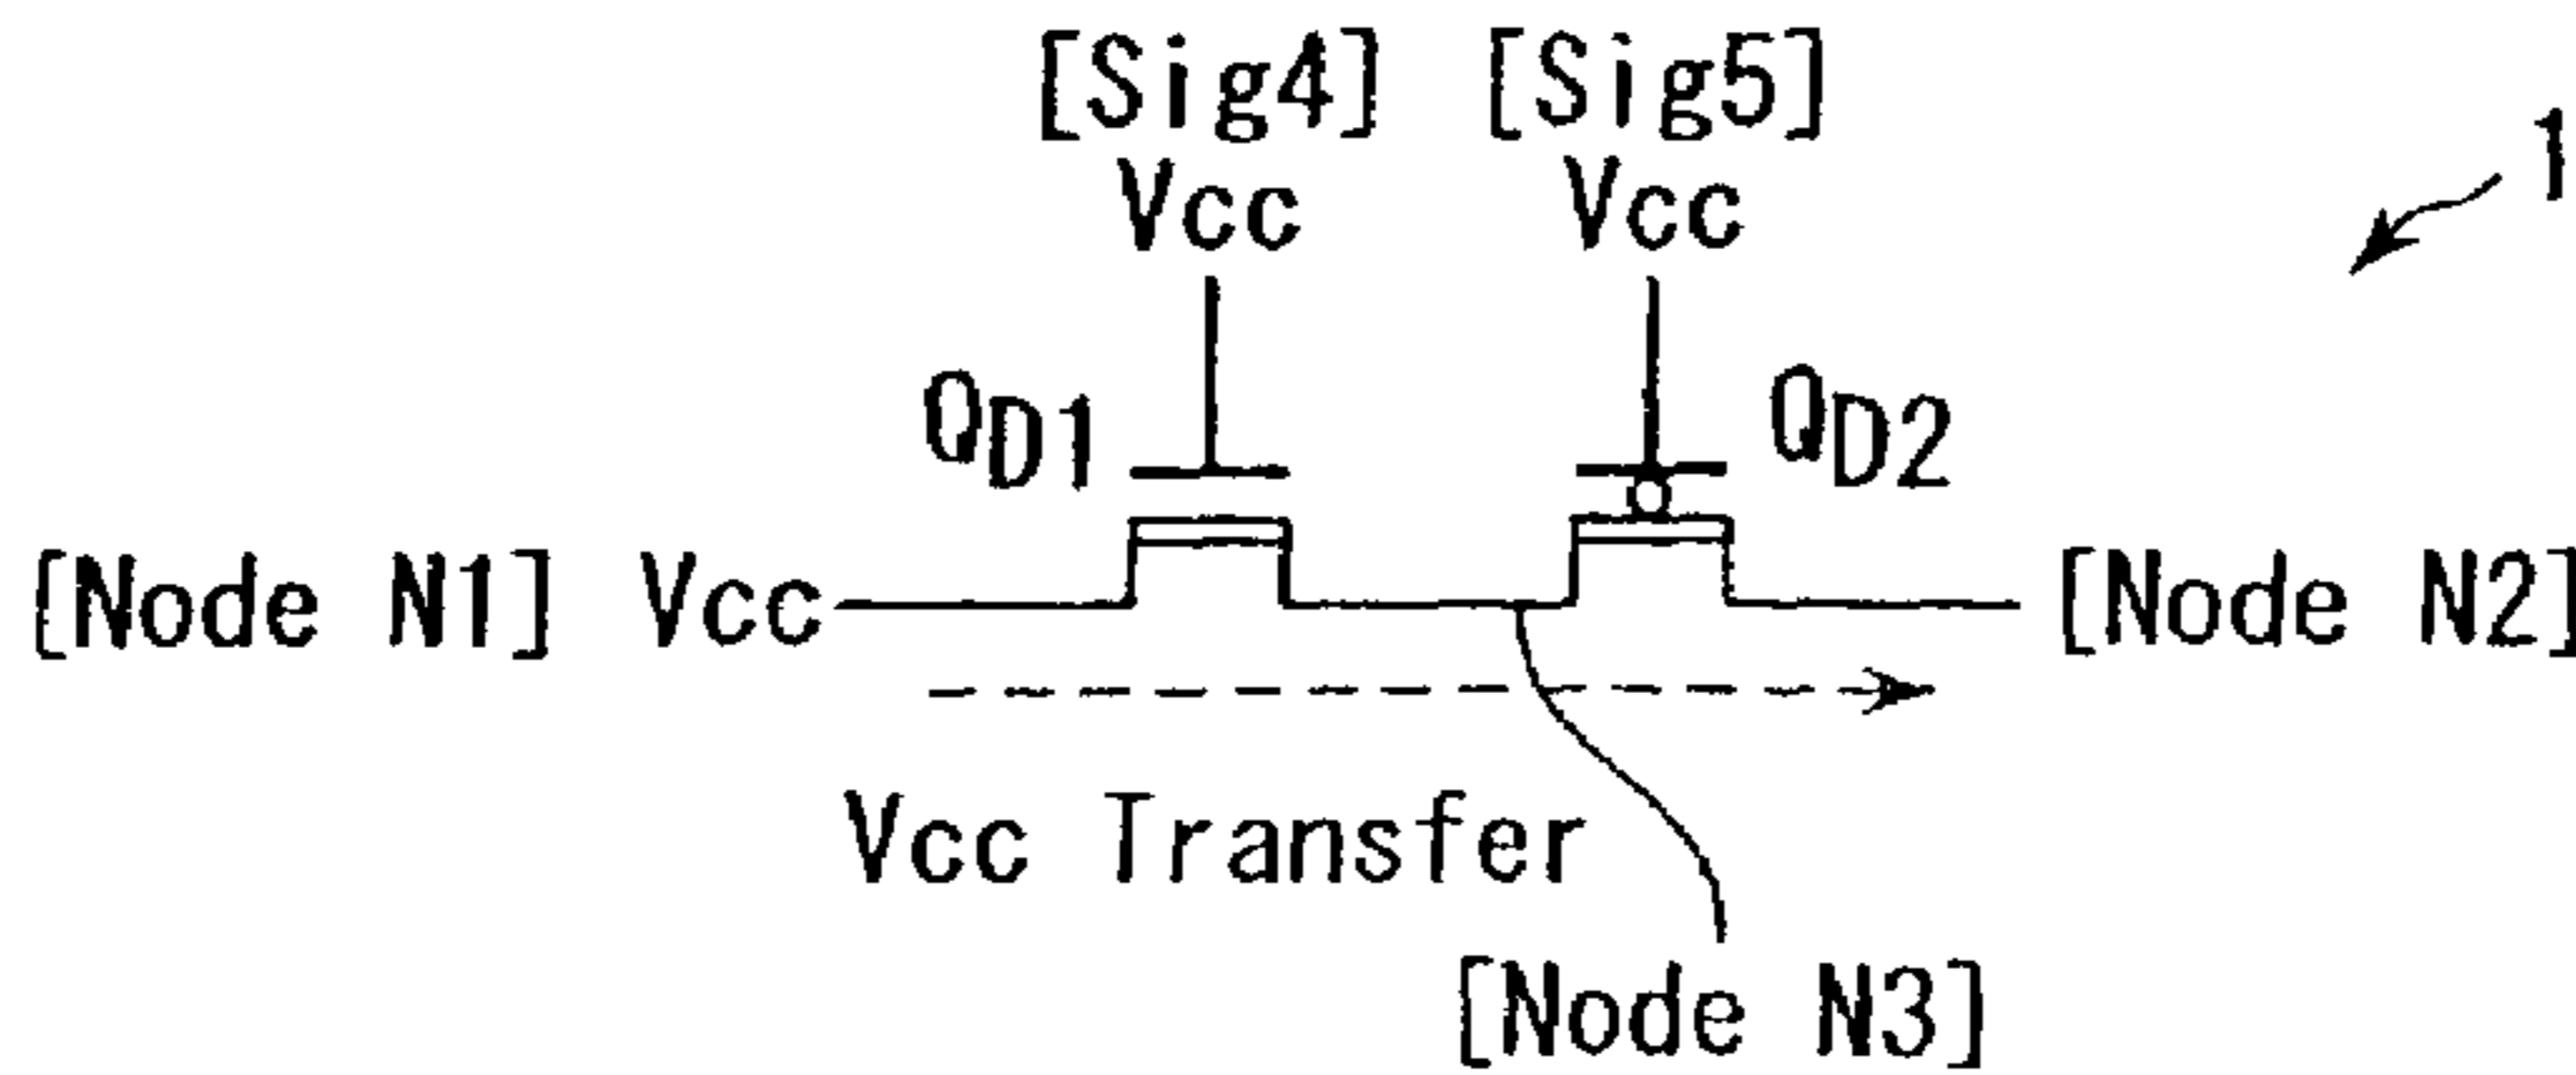 [Sig4] [Sig5]
1
Vcc Vcc
QD1 QD2
[Node N1] Vcc [Node N2]
Vcc Transfer
[Node N3]